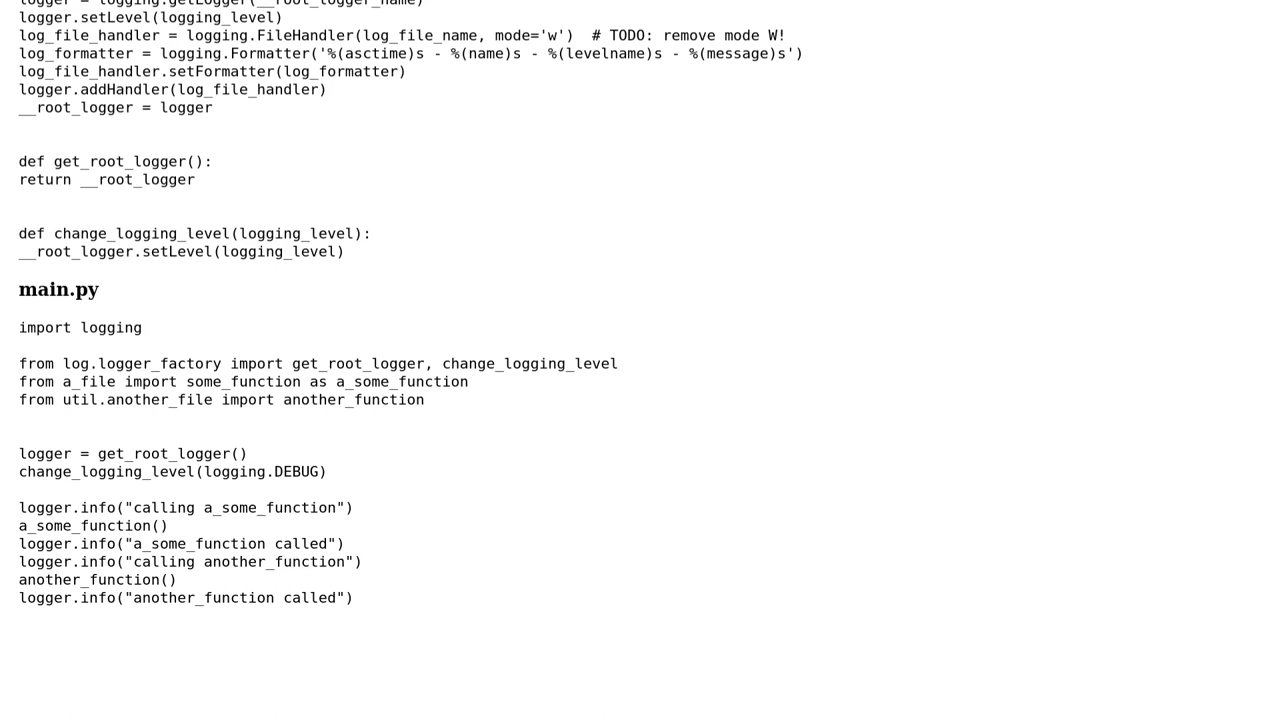 logger = logging.getLogger(__root_logger_name)
logger.setLevel(logging_level)
log_file_handler = logging.FileHandler(log_file_name, mode='w')  # TODO: remove mode W!
log_formatter = logging.Formatter('%(asctime)s - %(name)s - %(levelname)s - %(message)s')
log_file_handler.setFormatter(log_formatter)
logger.addHandler(log_file_handler)
__root_logger = logger
def get_root_logger():
return __root_logger
def change_logging_level(logging_level):
__root_logger.setLevel(logging_level)
main.py
import logging
from log.logger_factory import get_root_logger, change_logging_level
from a_file import some_function as a_some_function
from util.another_file import another_function
logger = get_root_logger()
change_logging_level(logging.DEBUG)
logger.info("calling a_some_function")
a_some_function()
logger.info("a_some_function called")
logger.info("calling another_function")
another_function()
logger.info("another_function called")